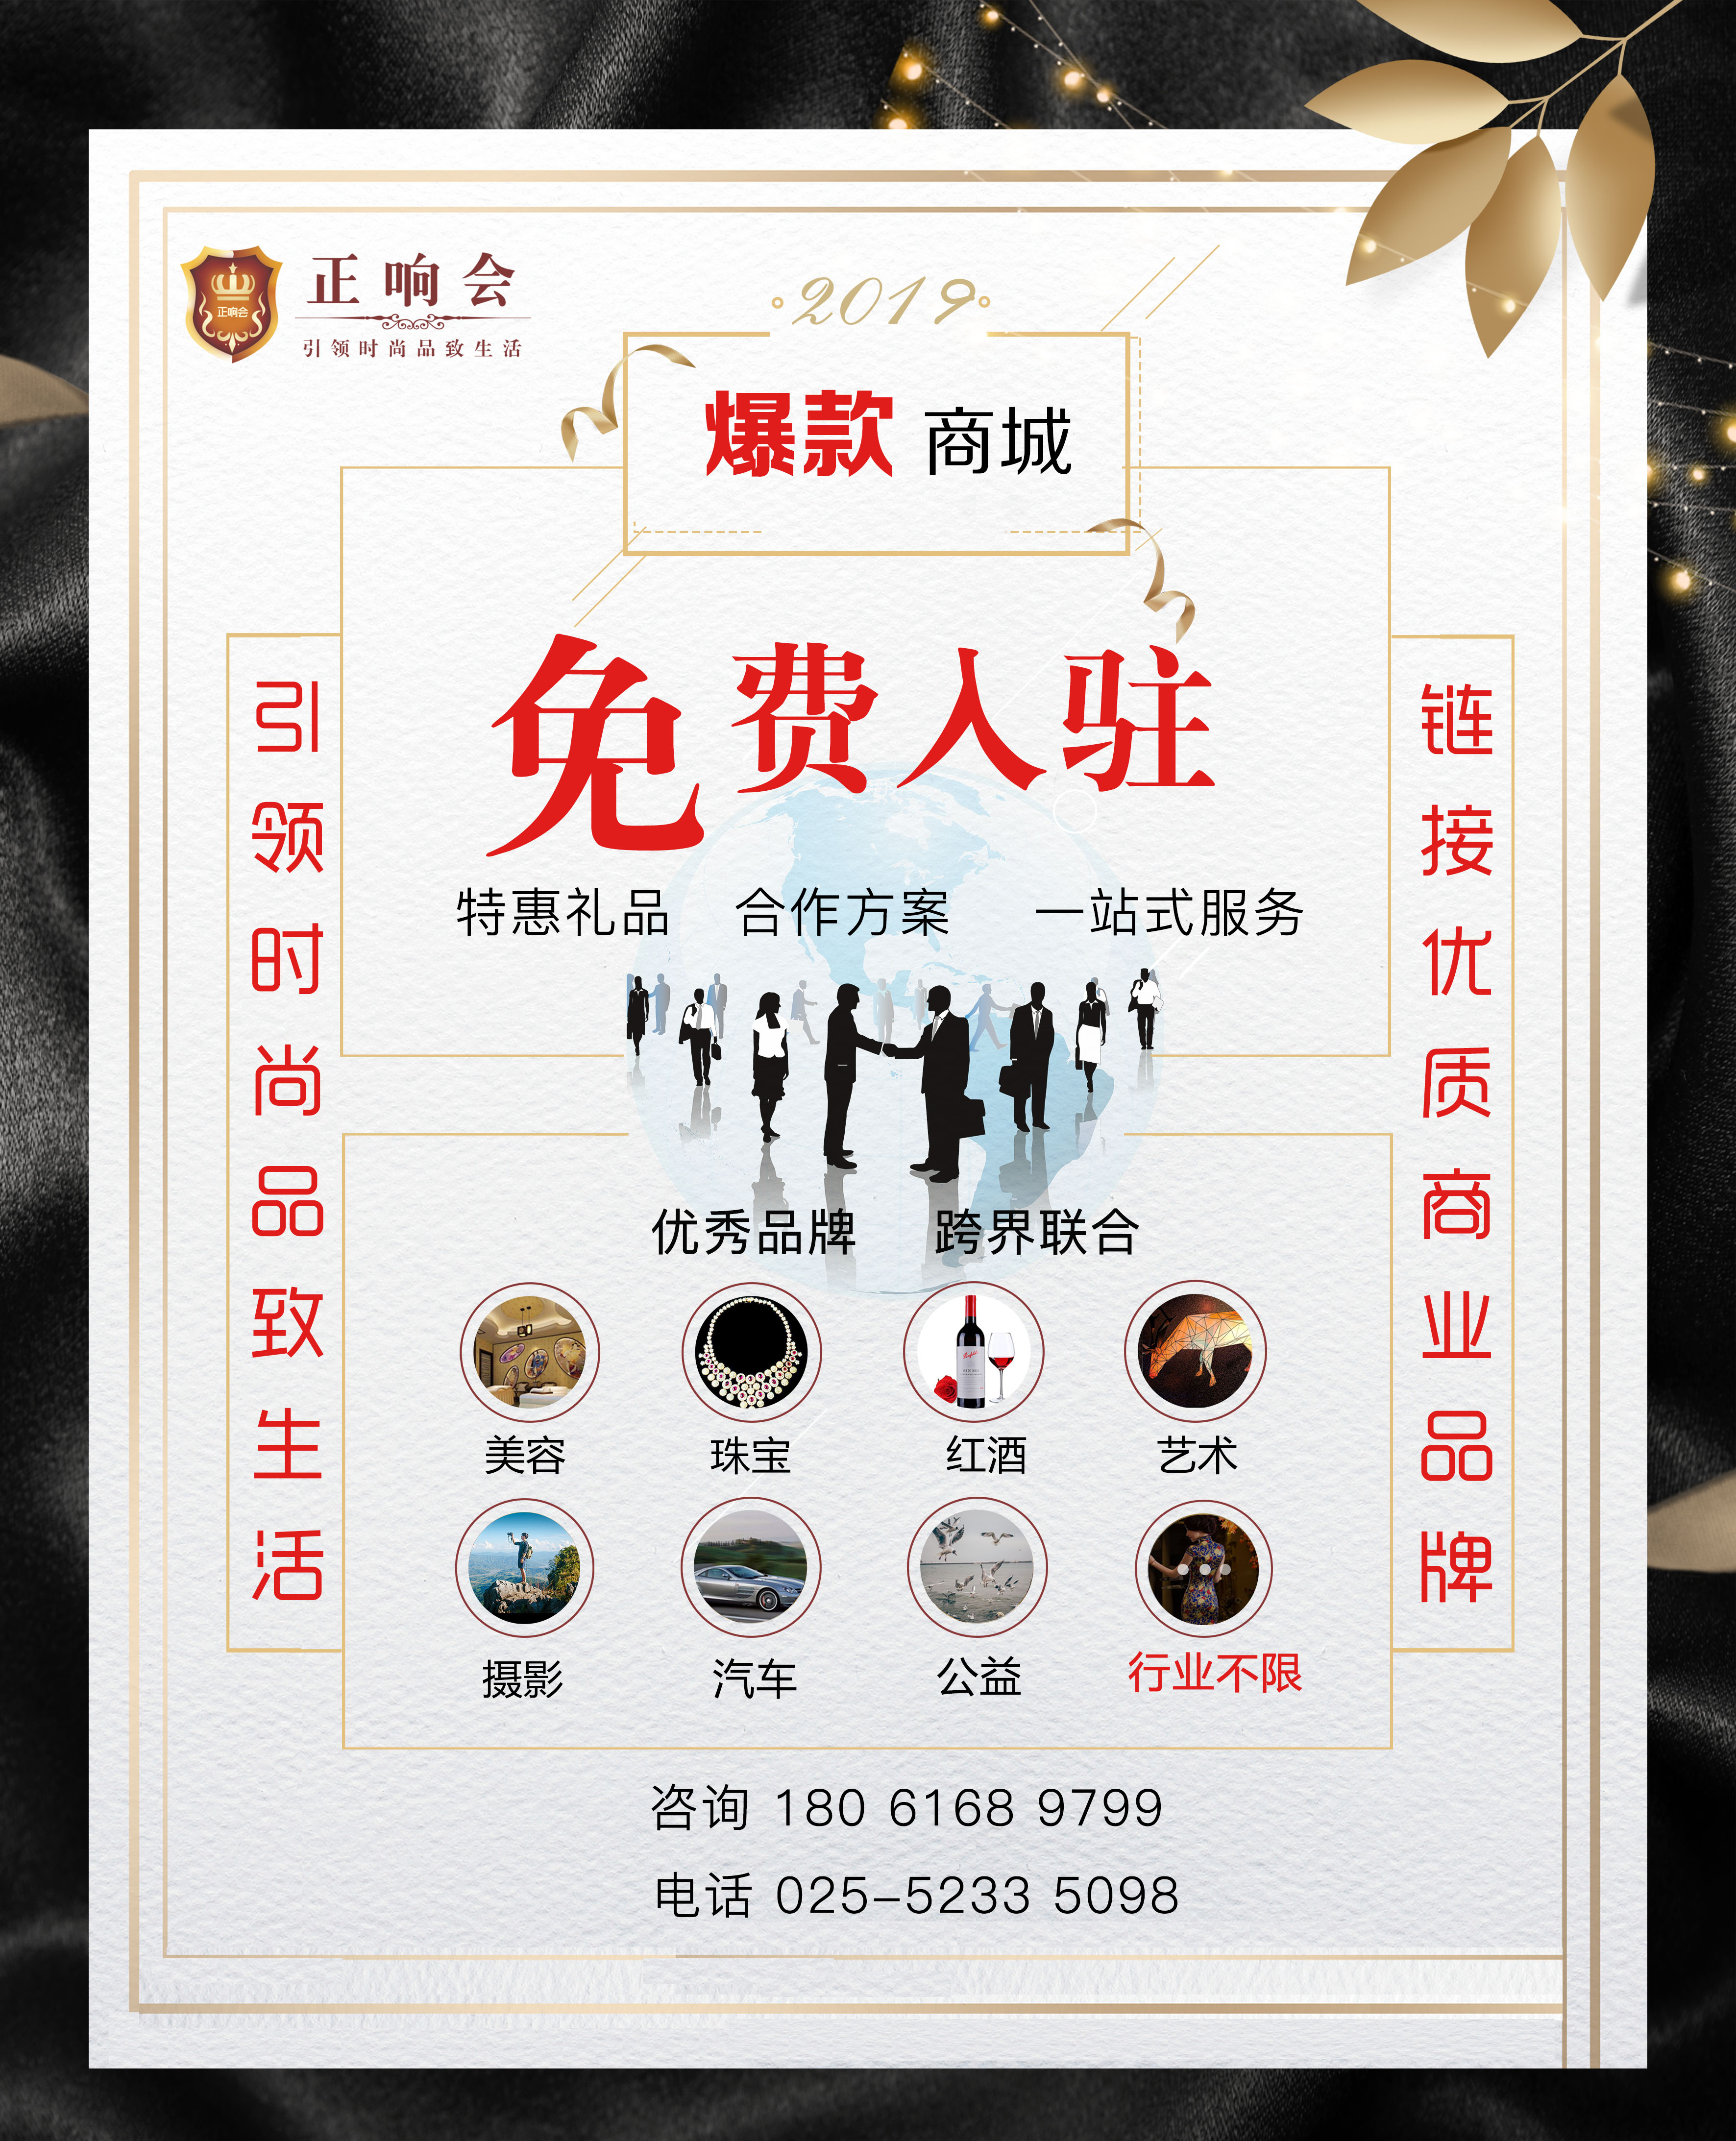 正响会
正响会
引领时尚品致生活
2019
爆款 商城
免费入驻
引领时尚品致生活
链接优质商业品牌
特惠礼品 合作方案 一站式服务
优秀品牌 跨界联合
美容 珠宝 红酒 艺术
摄影 汽车 公益 行业不限
咨询 180 6168 9799
电话 025-5233 5098